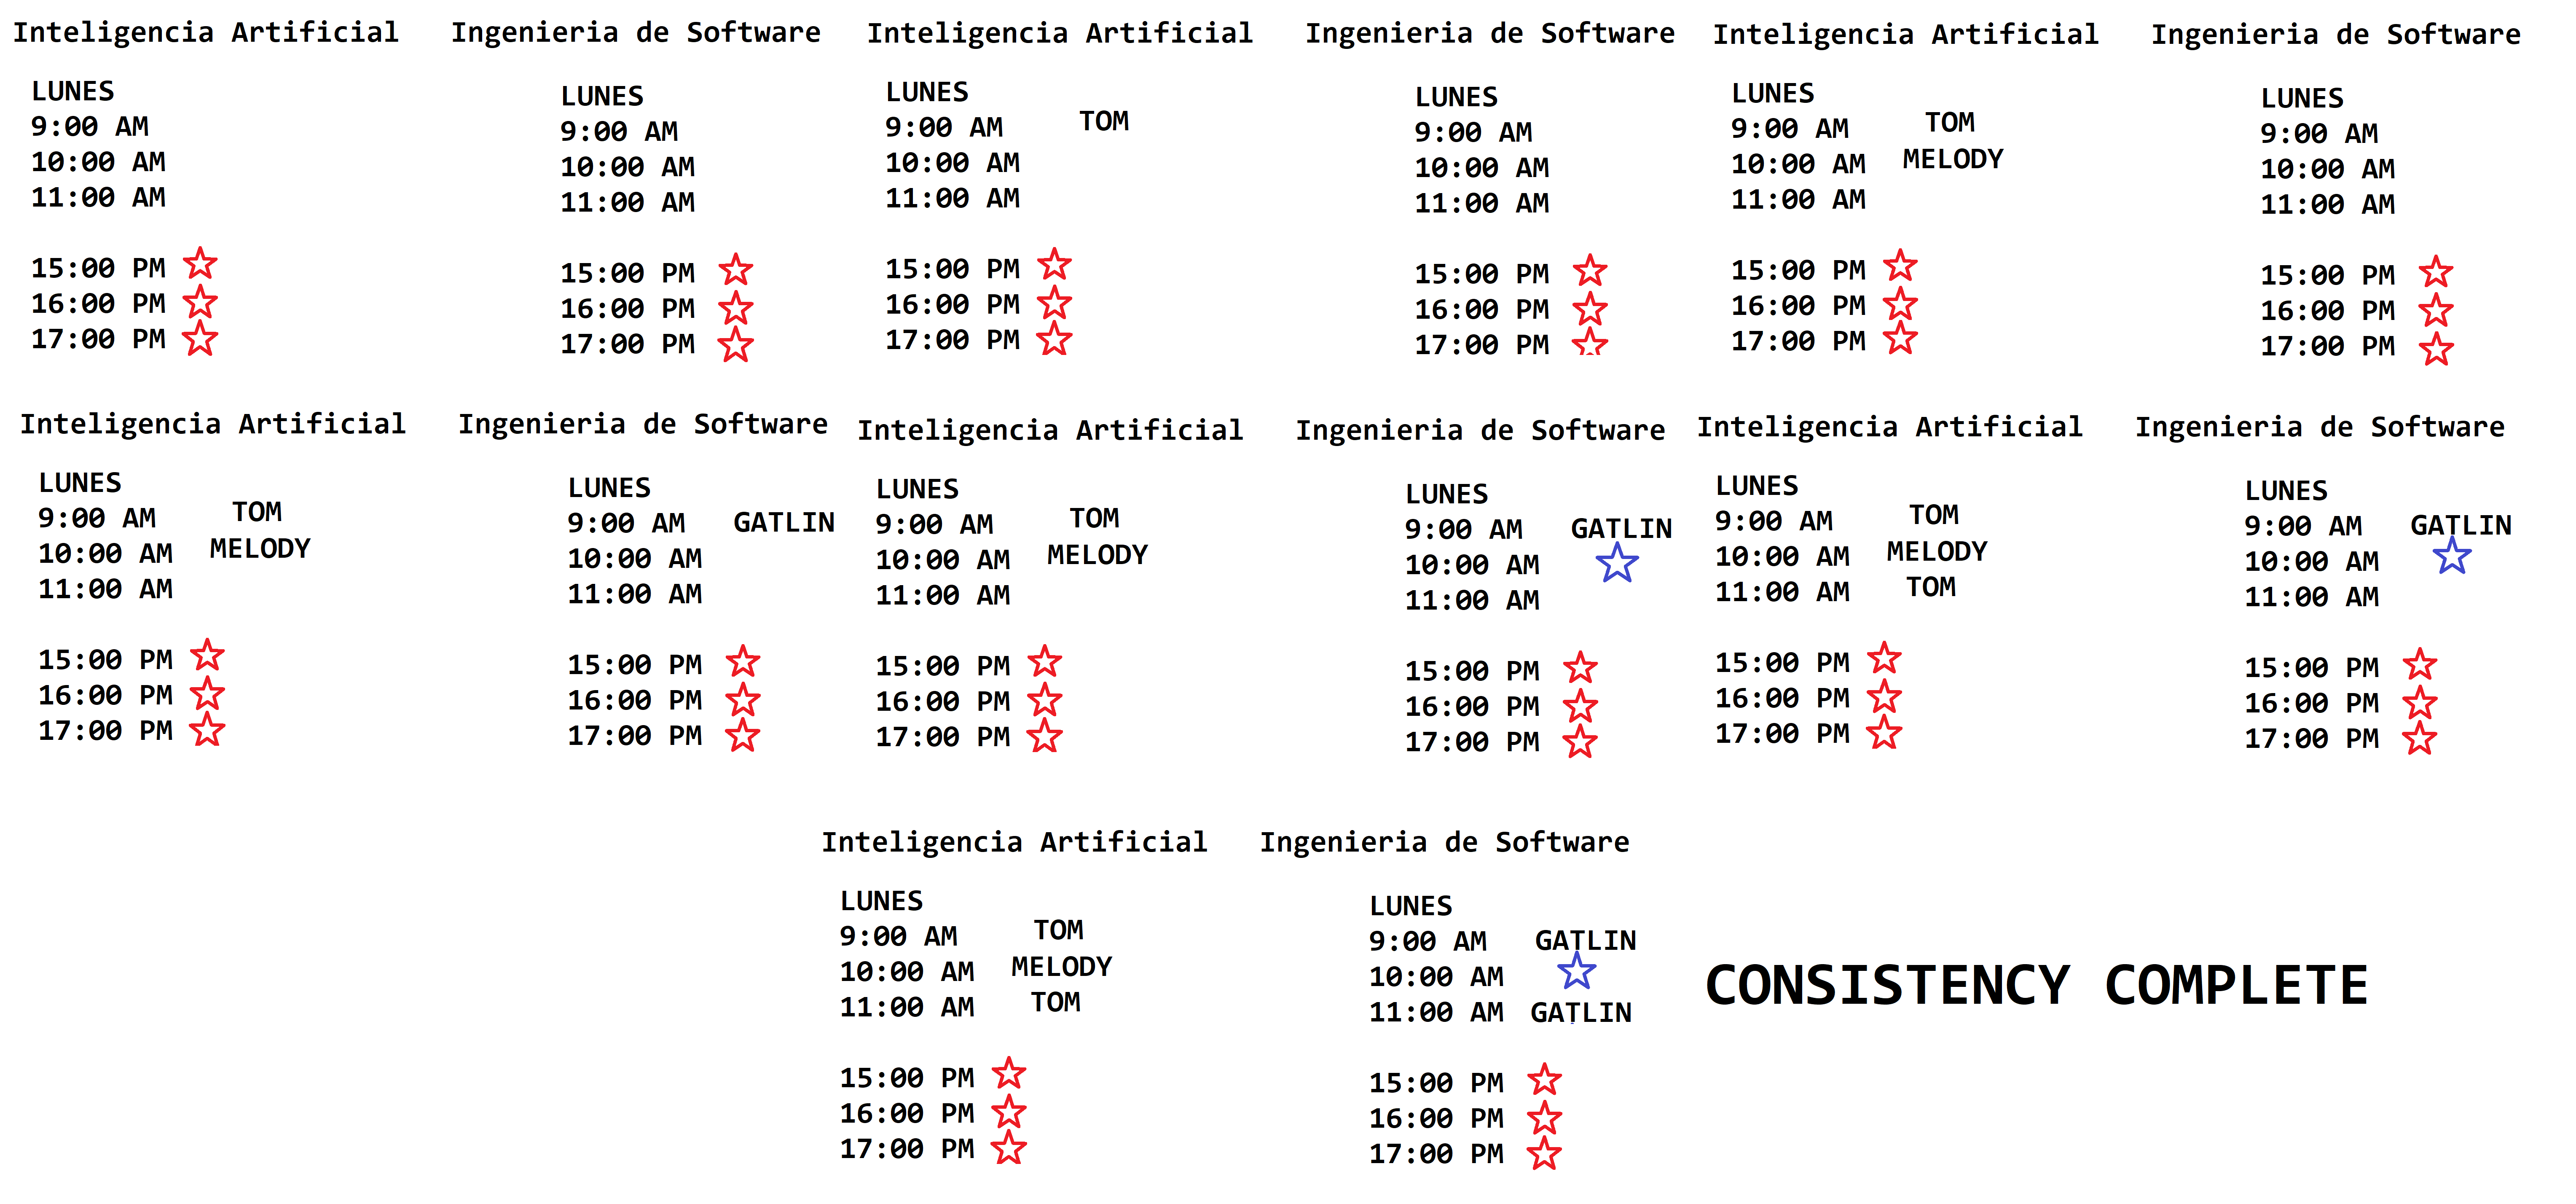 Inteligencia Artificial
LUNES
9:00 AM
10:00 AM
11:00 AM
15:00 PM
16:00 PM
17:00 PM
Ingenieria de Software
LUNES
9:00 AM
10:00 AM
11:00 AM
15:00 PM
16:00 PM
17:00 PM
Inteligencia Artificial
LUNES
9:00 AM TOM
10:00 AM
11:00 AM
15:00 PM
16:00 PM
17:00 PM
Ingenieria de Software
LUNES
9:00 AM
10:00 AM
11:00 AM
15:00 PM
16:00 PM
17:00 PM
Inteligencia Artificial
LUNES
9:00 AM TOM
10:00 AM MELODY
11:00 AM
15:00 PM
16:00 PM
17:00 PM
Ingenieria de Software
LUNES
9:00 AM
10:00 AM
11:00 AM
15:00 PM
16:00 PM
17:00 PM
Inteligencia Artificial
LUNES
9:00 AM TOM
10:00 AM MELODY
11:00 AM
15:00 PM
16:00 PM
17:00 PM
Ingenieria de Software
LUNES
9:00 AM GATLIN
10:00 AM
11:00 AM
15:00 PM
16:00 PM
17:00 PM
Inteligencia Artificial
LUNES
9:00 AM TOM
10:00 AM MELODY
11:00 AM
15:00 PM
16:00 PM
17:00 PM
Ingenieria de Software
LUNES
9:00 AM GATLIN
10:00 AM
11:00 AM
15:00 PM
16:00 PM
17:00 PM
Inteligencia Artificial
LUNES
9:00 AM TOM
10:00 AM MELODY
11:00 AM TOM
15:00 PM
16:00 PM
17:00 PM
Ingenieria de Software
LUNES
9:00 AM GATLIN
10:00 AM
11:00 AM
15:00 PM
16:00 PM
17:00 PM
Inteligencia Artificial
LUNES
9:00 AM TOM
10:00 AM MELODY
11:00 AM TOM
15:00 PM
16:00 PM
17:00 PM
Ingenieria de Software
LUNES
9:00 AM GATLIN
10:00 AM
11:00 AM GATLIN
15:00 PM
16:00 PM
17:00 PM
CONSISTENCY COMPLETE